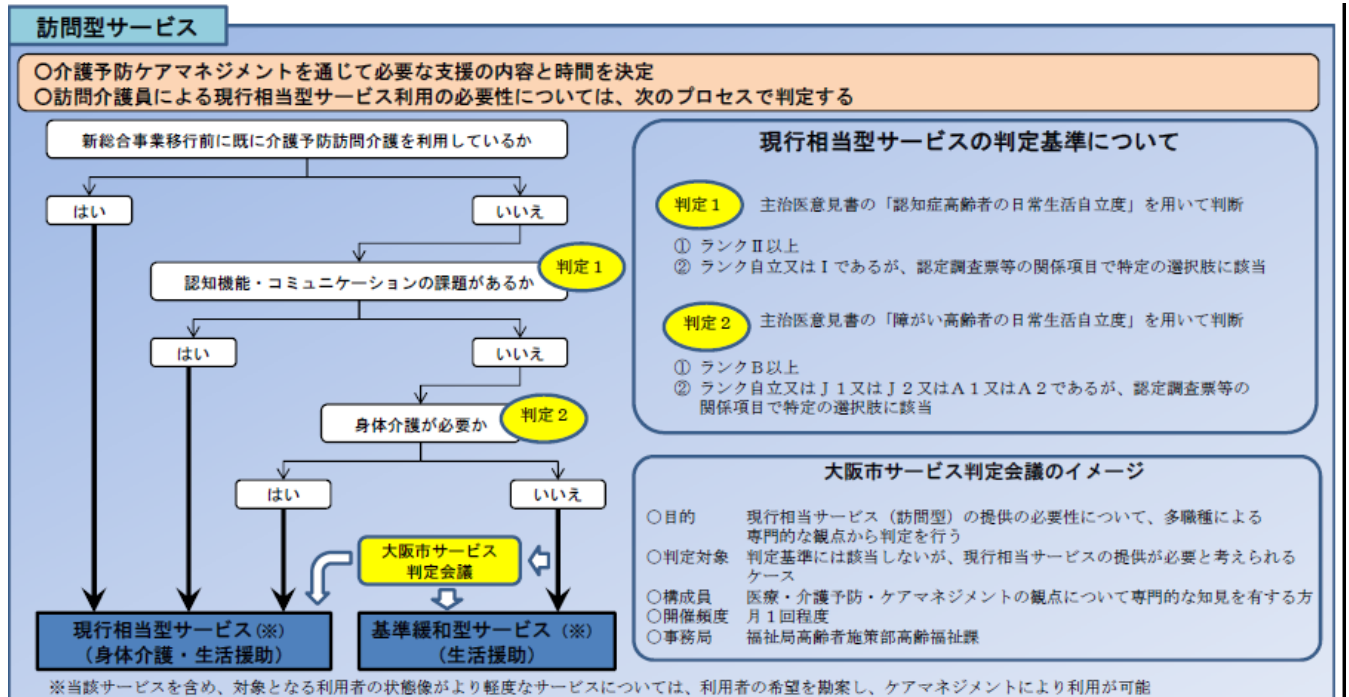 訪問型サービス
○介護予防ケアマネジメントを通じて必要な支援の内容と時間を決定
○訪問介護員による現行相当型サービス利用の必要性については、次のプロセスで判定する
新総合事業移行前に既に介護予防訪問介護を利用しているか
はい
いいえ
認知機能・コミュニケーションの課題があるか
判定1
はい
いいえ
身体介護が必要か
判定2
はい
いいえ
大阪市サービス
判定会議
現行相当型サービス(※)
(身体介護・生活援助)
基準緩和型サービス(※)
(生活援助)
現行相当型サービスの判定基準について
判定1 主治医意見書の「認知症高齢者の日常生活自立度」を用いて判断
① ランクⅡ以上
② ランク自立又はⅠであるが、認定調査票等の関係項目で特定の選択肢に該当
判定2 主治医意見書の「障がい高齢者の日常生活自立度」を用いて判断
① ランクB以上
② ランク自立又はJ1又はJ2又はA1又はA2であるが、認定調査票等の
関係項目で特定の選択肢に該当
大阪市サービス判定会議のイメージ
○目的 現行相当サービス(訪問型)の提供の必要性について、多職種による
専門的な観点から判定を行う
○判定対象 判定基準には該当しないが、現行相当サービスの提供が必要と考えられる
ケース
○構成員 医療・介護予防・ケアマネジメントの観点について専門的な知見を有する方
○開催頻度 月1回程度
○事務局 福祉局高齢者施策部高齢福祉課
※当該サービスを含め、対象となる利用者の状態像がより軽度なサービスについては、利用者の希望を勘案し、ケアマネジメントにより利用が可能